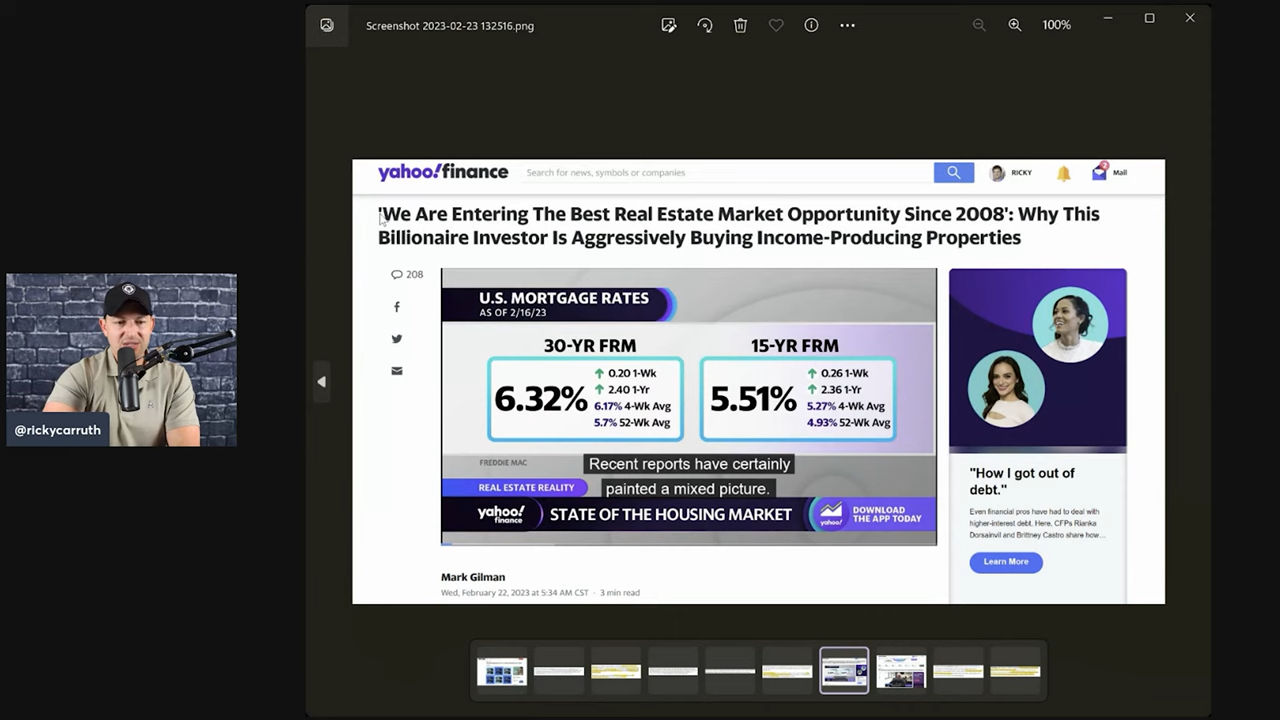 Screenshot 2023-02-23 132516.png
100%
yahoo!finance
Search for news, symbols or companies
RICKY
2
Mail
'We Are Entering The Best Real Estate Market Opportunity Since 2008': Why This
Billionaire Investor Is Aggressively Buying Income-Producing Properties
208
U.S. MORTGAGE RATES
AS OF 2/16/23
30-YR FRM
6.32%
0.20 1-Wk
2.40 1-Yr
6.17% 4-Wk Avg
5.7% 52-Wk Avg
15-YR FRM
5.51%
0.26 1-Wk
2.36 1-Yr
5.27% 4-Wk Avg
4.93% 52-Wk Avg
FREDDIE MAC
Recent reports have certainly
painted a mixed picture.
REAL ESTATE REALITY
yahoo!
finance
STATE OF THE HOUSING MARKET
yahoo!
DOWNLOAD
THE APP TODAY
"How I got out of
debt."
Even financial pros have had to deal with
higher-interest debt. Here, CFPs Rianka
Dorsainvil and Brittney Castro share how…
Learn More
Mark Gilman
Wed, February 22, 2023 at 5:34 AM CST · 3 min read
@rickycarruth